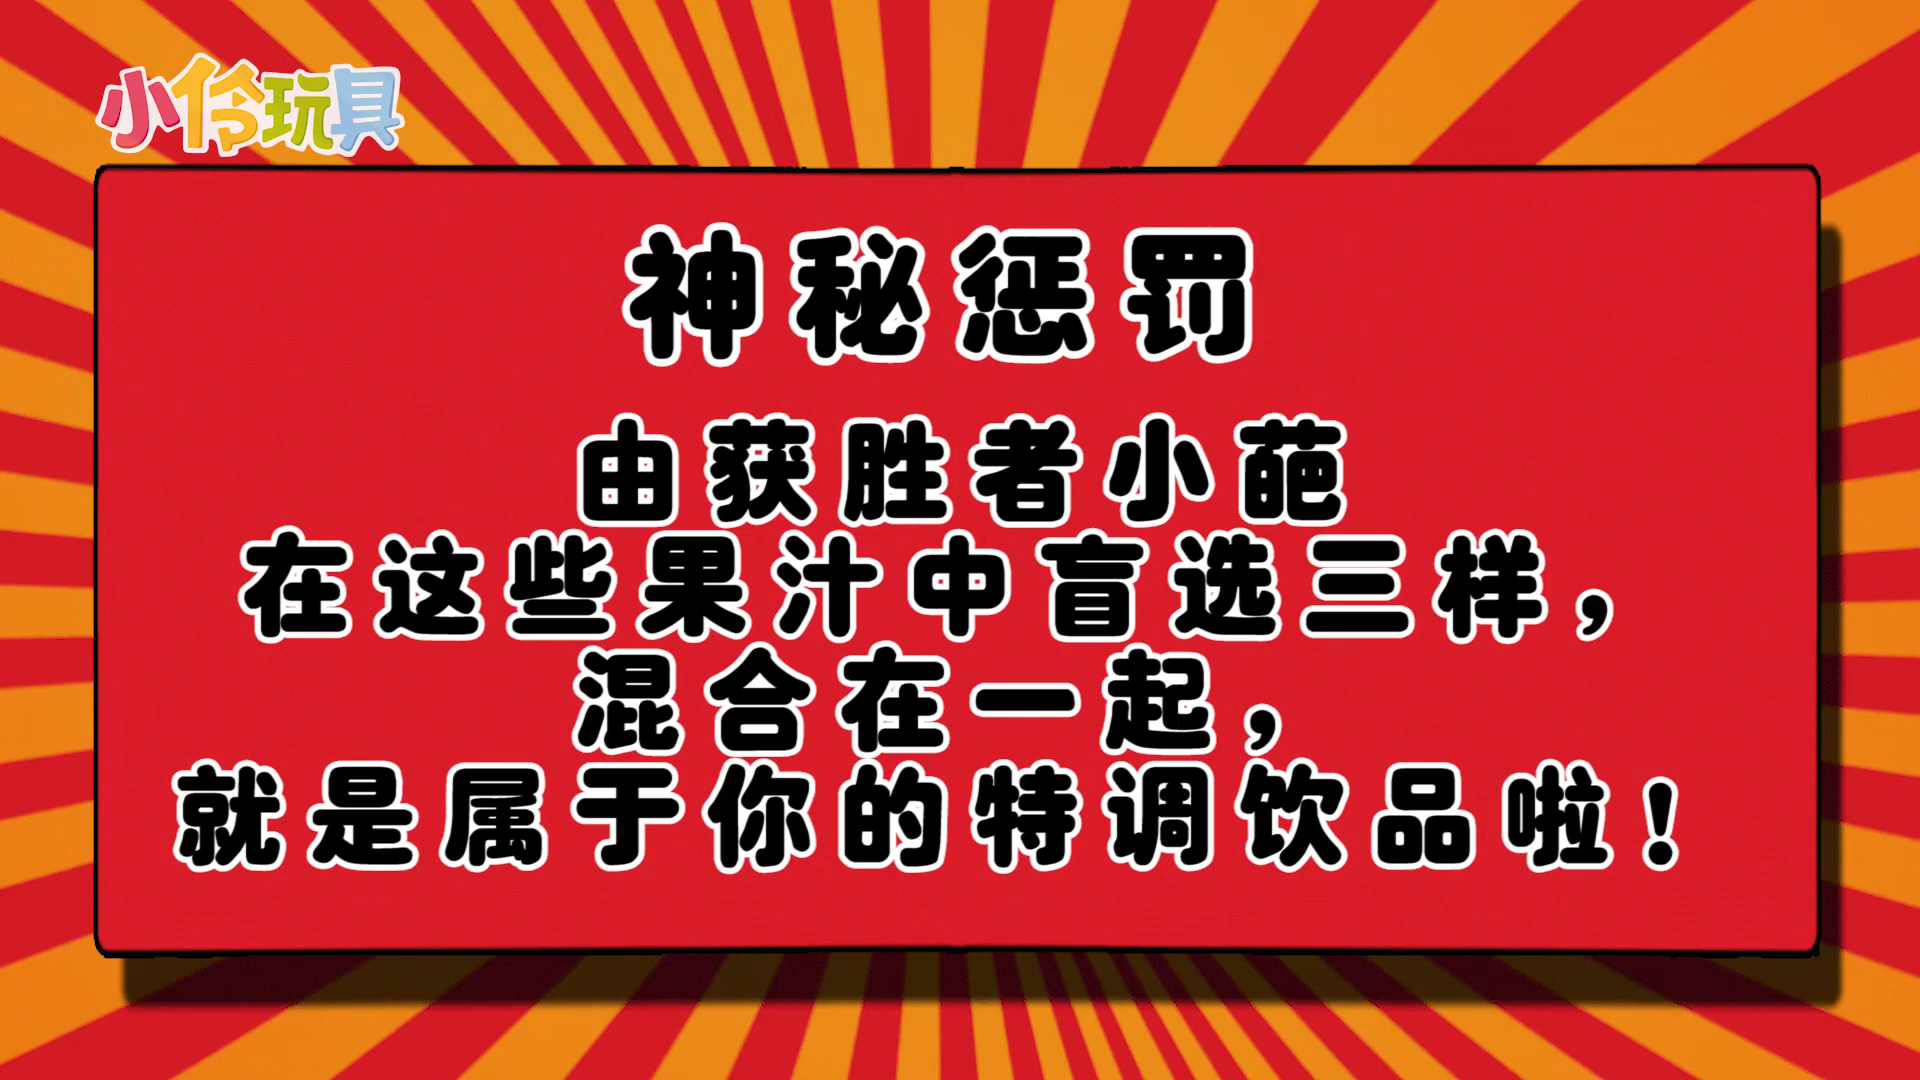 小伶玩具
神秘惩罚
由获胜者小葩
在这些果汁中盲选三样，
混合在一起，
就是属于你的特调饮品啦！